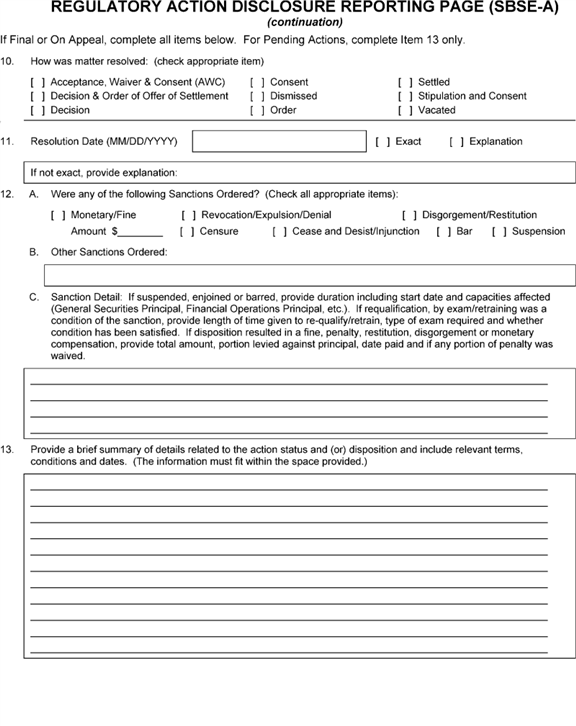 REGULATORY ACTION DISCLOSURE REPORTING PAGE (SBSE-A)
(continuation)
If Final or On Appeal, complete all items below. For Pending Actions, complete Item 13 only.
10. How was matter resolved: (check appropriate item)
[ ] Acceptance, Waiver & Consent (AWC) [ ] Consent [ ] Settled
[ ] Decision & Order of Offer of Settlement [ ] Dismissed [ ] Stipulation and Consent
[ ] Decision [ ] Order [ ] Vacated
11. Resolution Date (MM/DD/YYYY) [ ] Exact [ ] Explanation
If not exact, provide explanation:
12. A. Were any of the following Sanctions Ordered? (Check all appropriate items):
[ ] Monetary/Fine [ ] Revocation/Expulsion/Denial [ ] Disgorgement/Restitution
Amount $________ [ ] Censure [ ] Cease and Desist/Injunction [ ] Bar [ ] Suspension
B. Other Sanctions Ordered:
C. Sanction Detail: If suspended, enjoined or barred, provide duration including start date and capacities affected
(General Securities Principal, Financial Operations Principal, etc.). If requalification, by exam/retraining was a
condition of the sanction, provide length of time given to re-qualify/retrain, type of exam required and whether
condition has been satisfied. If disposition resulted in a fine, penalty, restitution, disgorgement or monetary
compensation, provide total amount, portion levied against principal, date paid and if any portion of penalty was
waived.
13. Provide a brief summary of details related to the action status and (or) disposition and include relevant terms,
conditions and dates. (The information must fit within the space provided.)